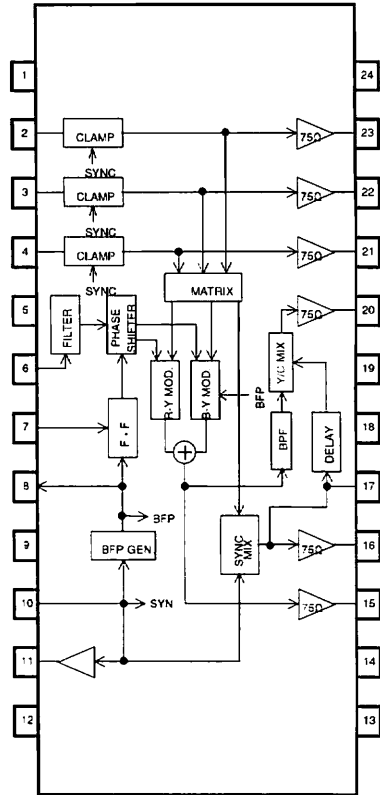 1
24
2
CLAMP
75Ω
23
SYNC
3
CLAMP
75Ω
22
SYNC
4
CLAMP
75Ω
21
SYNC
MATRIX
5
FILTER
PHASE
SHIFTER
75Ω
20
6
R-Y MOD.
B-Y MOD.
BFP
Y/C MIX
19
7
F . F
BPF
DELAY
18
8
BFP
17
9
BFP GEN
SYNC
MIX
75Ω
16
10
SYN
75Ω
15
11
14
12
13